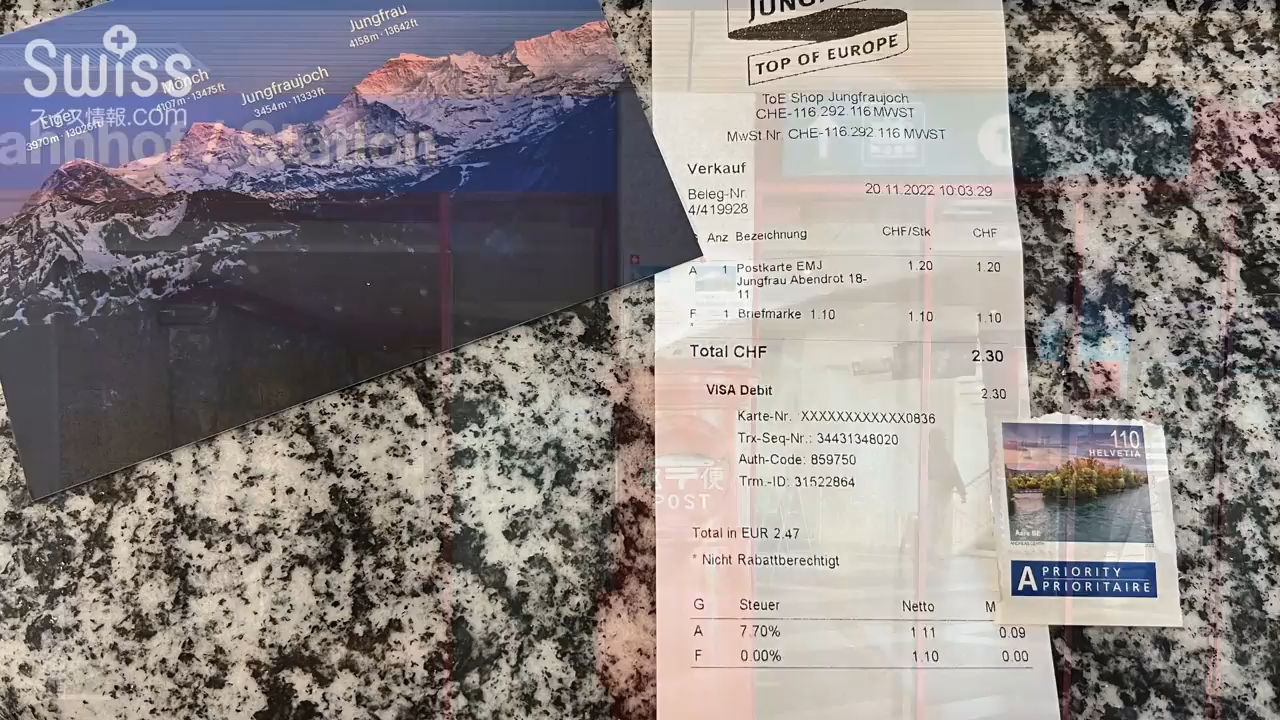 Swiss
スイス情報.com
Jungfrau
4158m · 13642ft
Mönch
4107m · 13475ft
Jungfraujoch
3454m · 11333ft
Eiger
3970m · 13026ft
ahnhof / Station
TOP OF EUROPE
ToE Shop Jungfraujoch
CHE-116 292 116 MWST
MwSt.Nr. CHE-116 292 116 MWST
Verkauf
Beleg-Nr 20.11.2022 10:03:29
4/419928
Anz Bezeichnung CHF/Stk CHF
A 1 Postkarte EMJ 1.20 1.20
Jungfrau Abendrot 18-
11
F 1 Briefmarke 1.10 1.10 1.10
*
Total CHF 2.30
VISA Debit 2.30
Karte-Nr. XXXXXXXXXXXX0836
Trx-Seq-Nr.: 34431348020
Auth-Code: 859750
Trm.-ID: 31522864
便
POST
Total in EUR 2.47
* Nicht Rabattberechtigt
G Steuer Netto M
A 7.70% 1.11 0.09
F 0.00% 1.10 0.00
110
HELVETIA
Aare BE
A PRIORITY
PRIORITAIRE